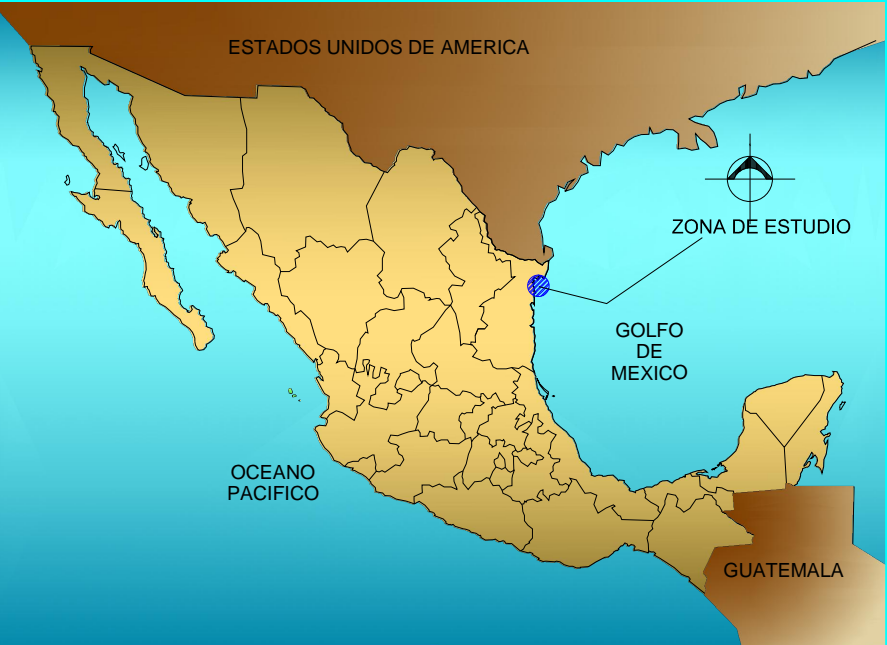 ESTADOS UNIDOS DE AMERICA
ZONA DE ESTUDIO
GOLFO
DE
MEXICO
OCEANO
PACIFICO
GUATEMALA